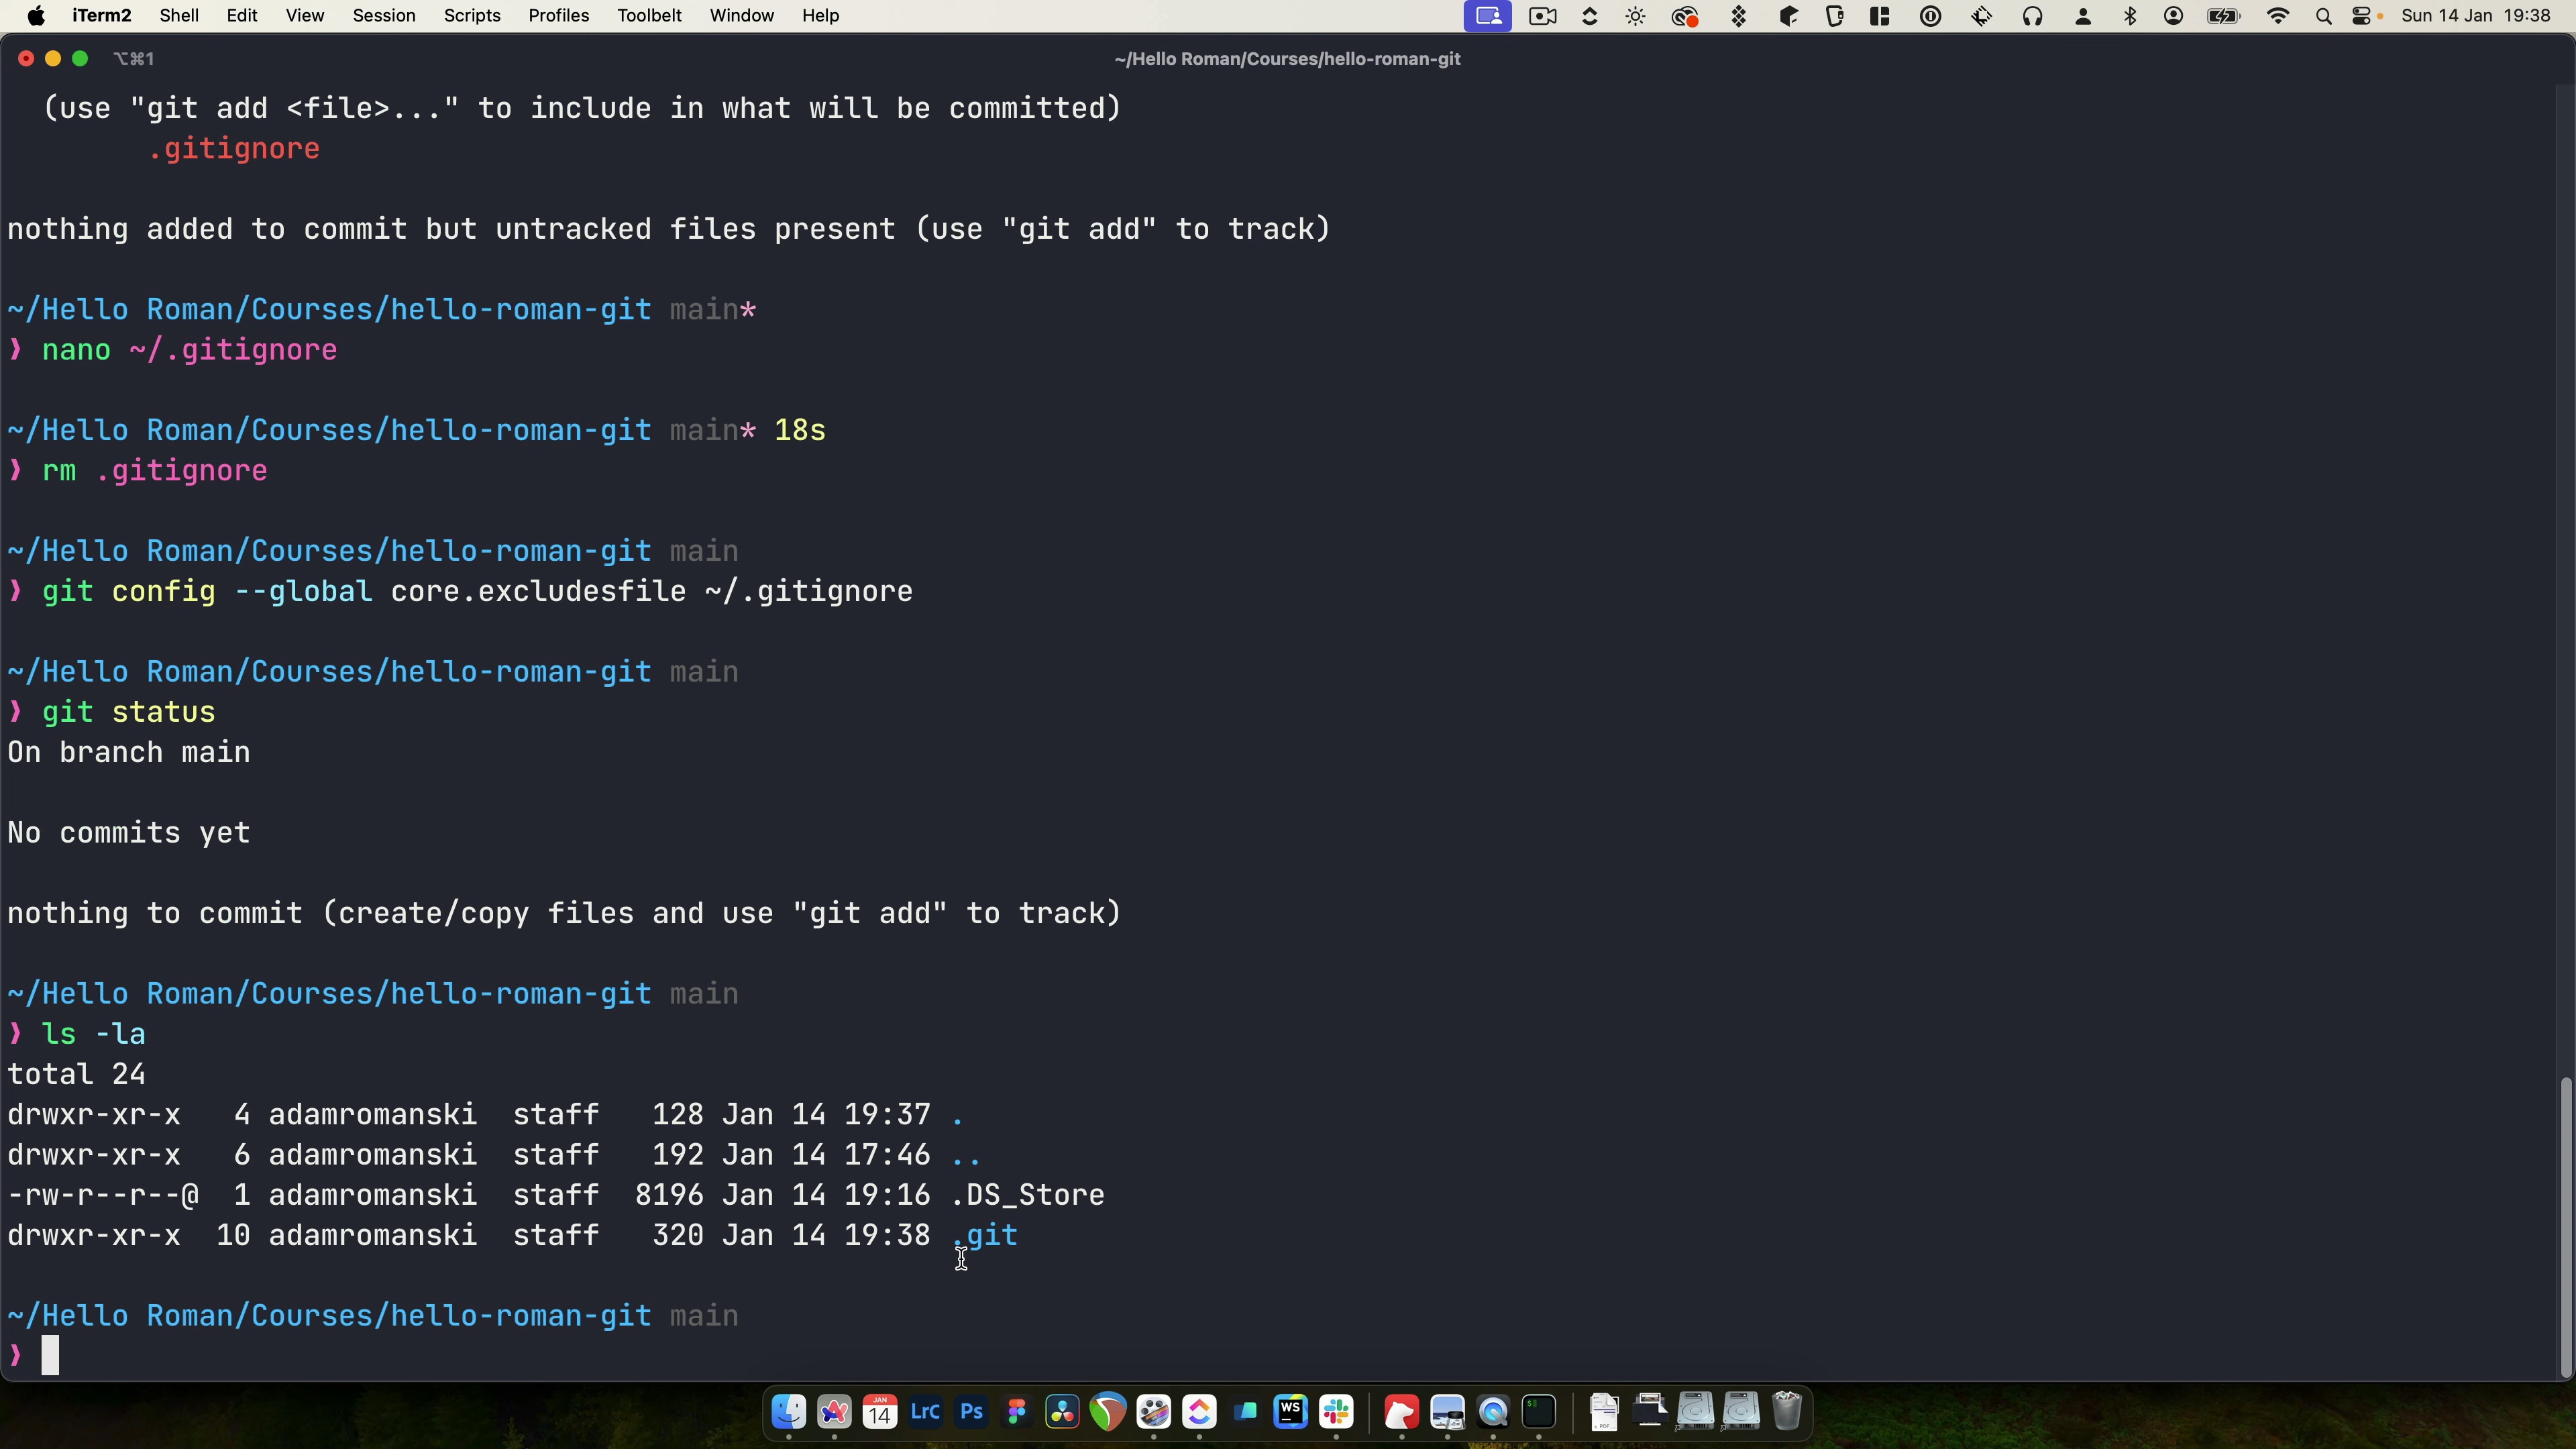 iTerm2 Shell Edit View Session Scripts Profiles Toolbelt Window Help Sun 14 Jan 19:38
⌥⌘1 ~/Hello Roman/Courses/hello-roman-git
(use "git add <file>..." to include in what will be committed)
.gitignore
nothing added to commit but untracked files present (use "git add" to track)
~/Hello Roman/Courses/hello-roman-git main*
❯ nano ~/.gitignore
~/Hello Roman/Courses/hello-roman-git main* 18s
❯ rm .gitignore
~/Hello Roman/Courses/hello-roman-git main
❯ git config --global core.excludesfile ~/.gitignore
~/Hello Roman/Courses/hello-roman-git main
❯ git status
On branch main
No commits yet
nothing to commit (create/copy files and use "git add" to track)
~/Hello Roman/Courses/hello-roman-git main
❯ ls -la
total 24
drwxr-xr-x 4 adamromanski staff 128 Jan 14 19:37 .
drwxr-xr-x 6 adamromanski staff 192 Jan 14 17:46 ..
-rw-r--r--@ 1 adamromanski staff 8196 Jan 14 19:16 .DS_Store
drwxr-xr-x 10 adamromanski staff 320 Jan 14 19:38 .git
~/Hello Roman/Courses/hello-roman-git main
❯
JAN 14 LrC Ps WS $ PDF